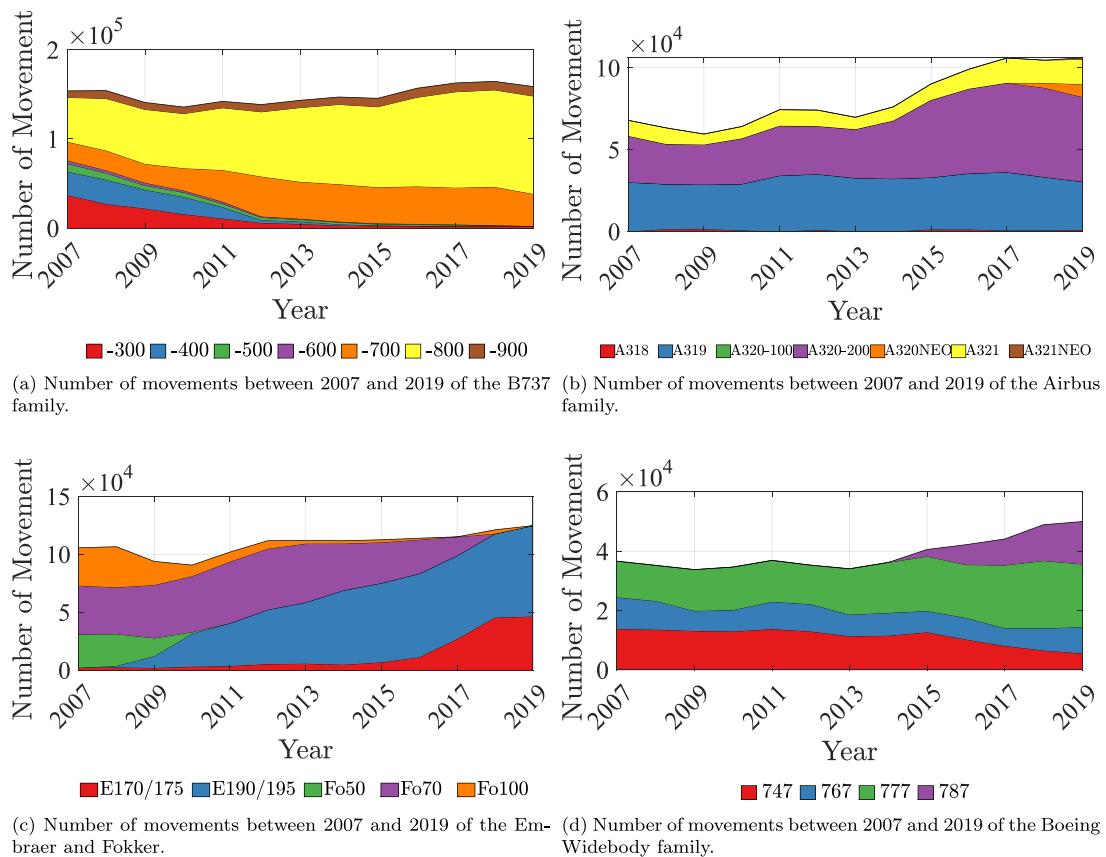 ×10^5
2
1
0
Number of Movement
2007
2009
2011
2013
2015
2017
2019
Year
-300 -400 -500 -600 -700 -800 -900
(a) Number of movements between 2007 and 2019 of the B737
family.
×10^4
10
5
0
Number of Movement
2007
2009
2011
2013
2015
2017
2019
Year
A318 A319 A320-100 A320-200 A320NEO A321 A321NEO
(b) Number of movements between 2007 and 2019 of the Airbus
family.
×10^4
15
10
5
0
Number of Movement
2007
2009
2011
2013
2015
2017
2019
Year
E170/175 E190/195 Fo50 Fo70 Fo100
(c) Number of movements between 2007 and 2019 of the Em-
braer and Fokker.
×10^4
6
4
2
0
Number of Movement
2007
2009
2011
2013
2015
2017
2019
Year
747 767 777 787
(d) Number of movements between 2007 and 2019 of the Boeing
Widebody family.